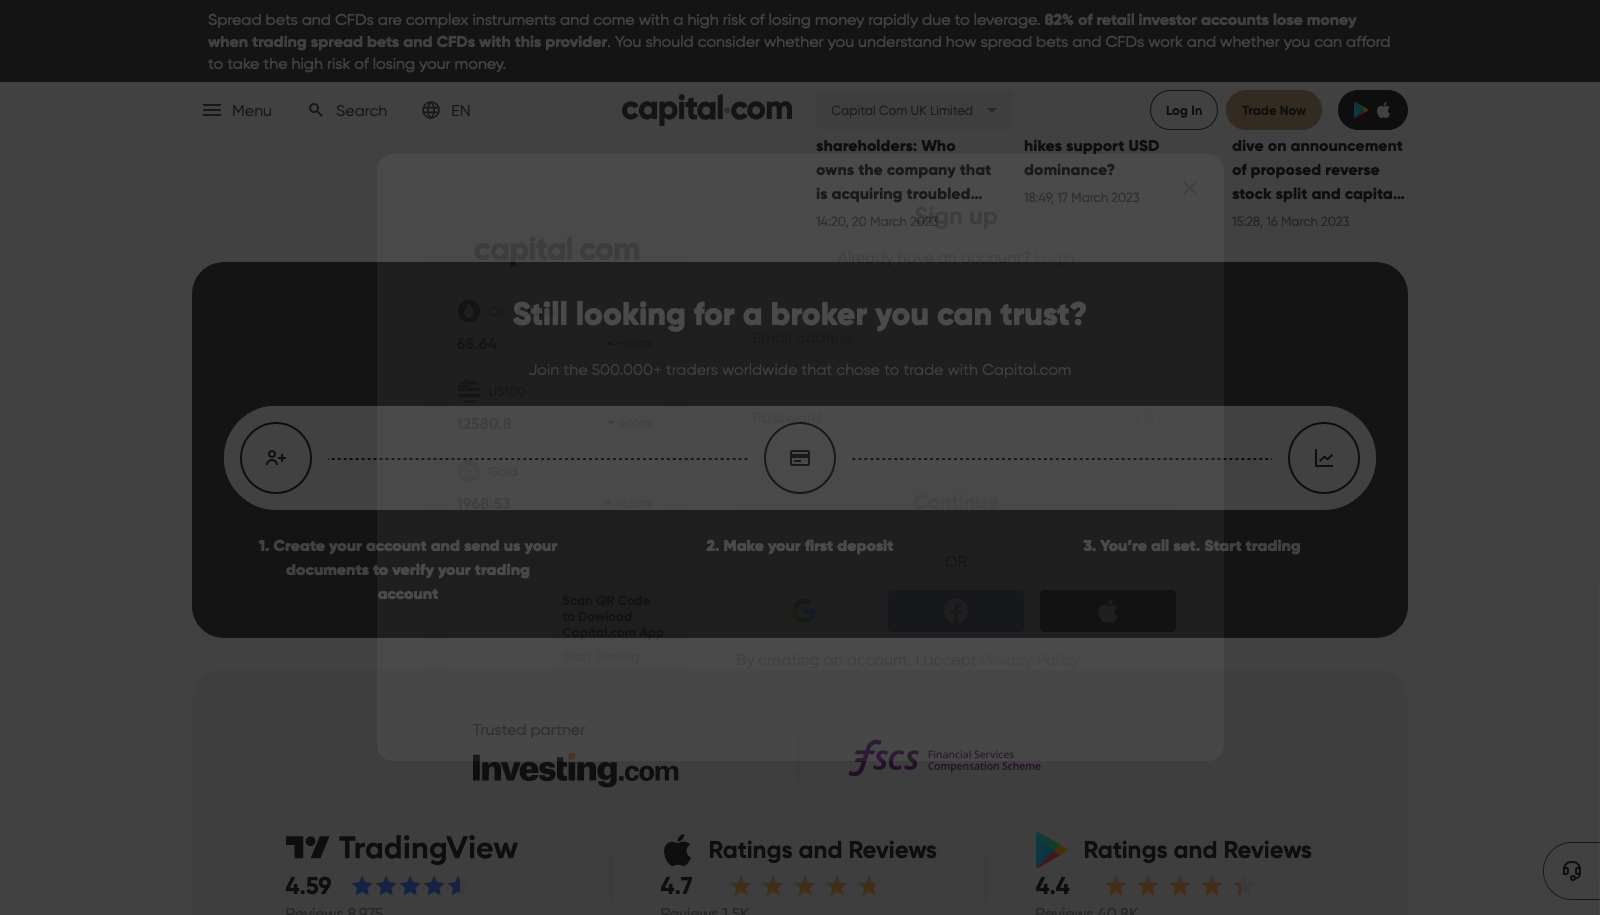 Spread bets and CFDs are complex instruments and come with a high risk of losing money rapidly due to leverage. 82% of retail investor accounts lose money
when trading spread bets and CFDs with this provider. You should consider whether you understand how spread bets and CFDs work and whether you can afford
to take the high risk of losing your money.
Menu
Search
EN
capital.com
Capital Com UK Limited
Log In
Trade Now
shareholders: Who
owns the company that
is acquiring troubled...
14:20, 20 March 2023
hikes support USD
dominance?
18:49, 17 March 2023
dive on announcement
of proposed reverse
stock split and capita...
15:28, 16 March 2023
Sign up
Already have an account? Login
capital.com
Still looking for a broker you can trust?
68.64
Email address
Join the 500.000+ traders worldwide that chose to trade with Capital.com
US100
12580.8
Password
Gold
1968.53
Continue
1. Create your account and send us your
documents to verify your trading
account
2. Make your first deposit
3. You're all set. Start trading
OR
Scan QR Code
to Dowload
Capital.com App
Start Trading
By creating an account, I accept Privacy Policy
Trusted partner
Investing.com
fscs Financial Services
Compensation Scheme
TradingView
4.59
Reviews 8,975
Ratings and Reviews
4.7
Reviews 1.5K
Ratings and Reviews
4.4
Reviews 40.8K